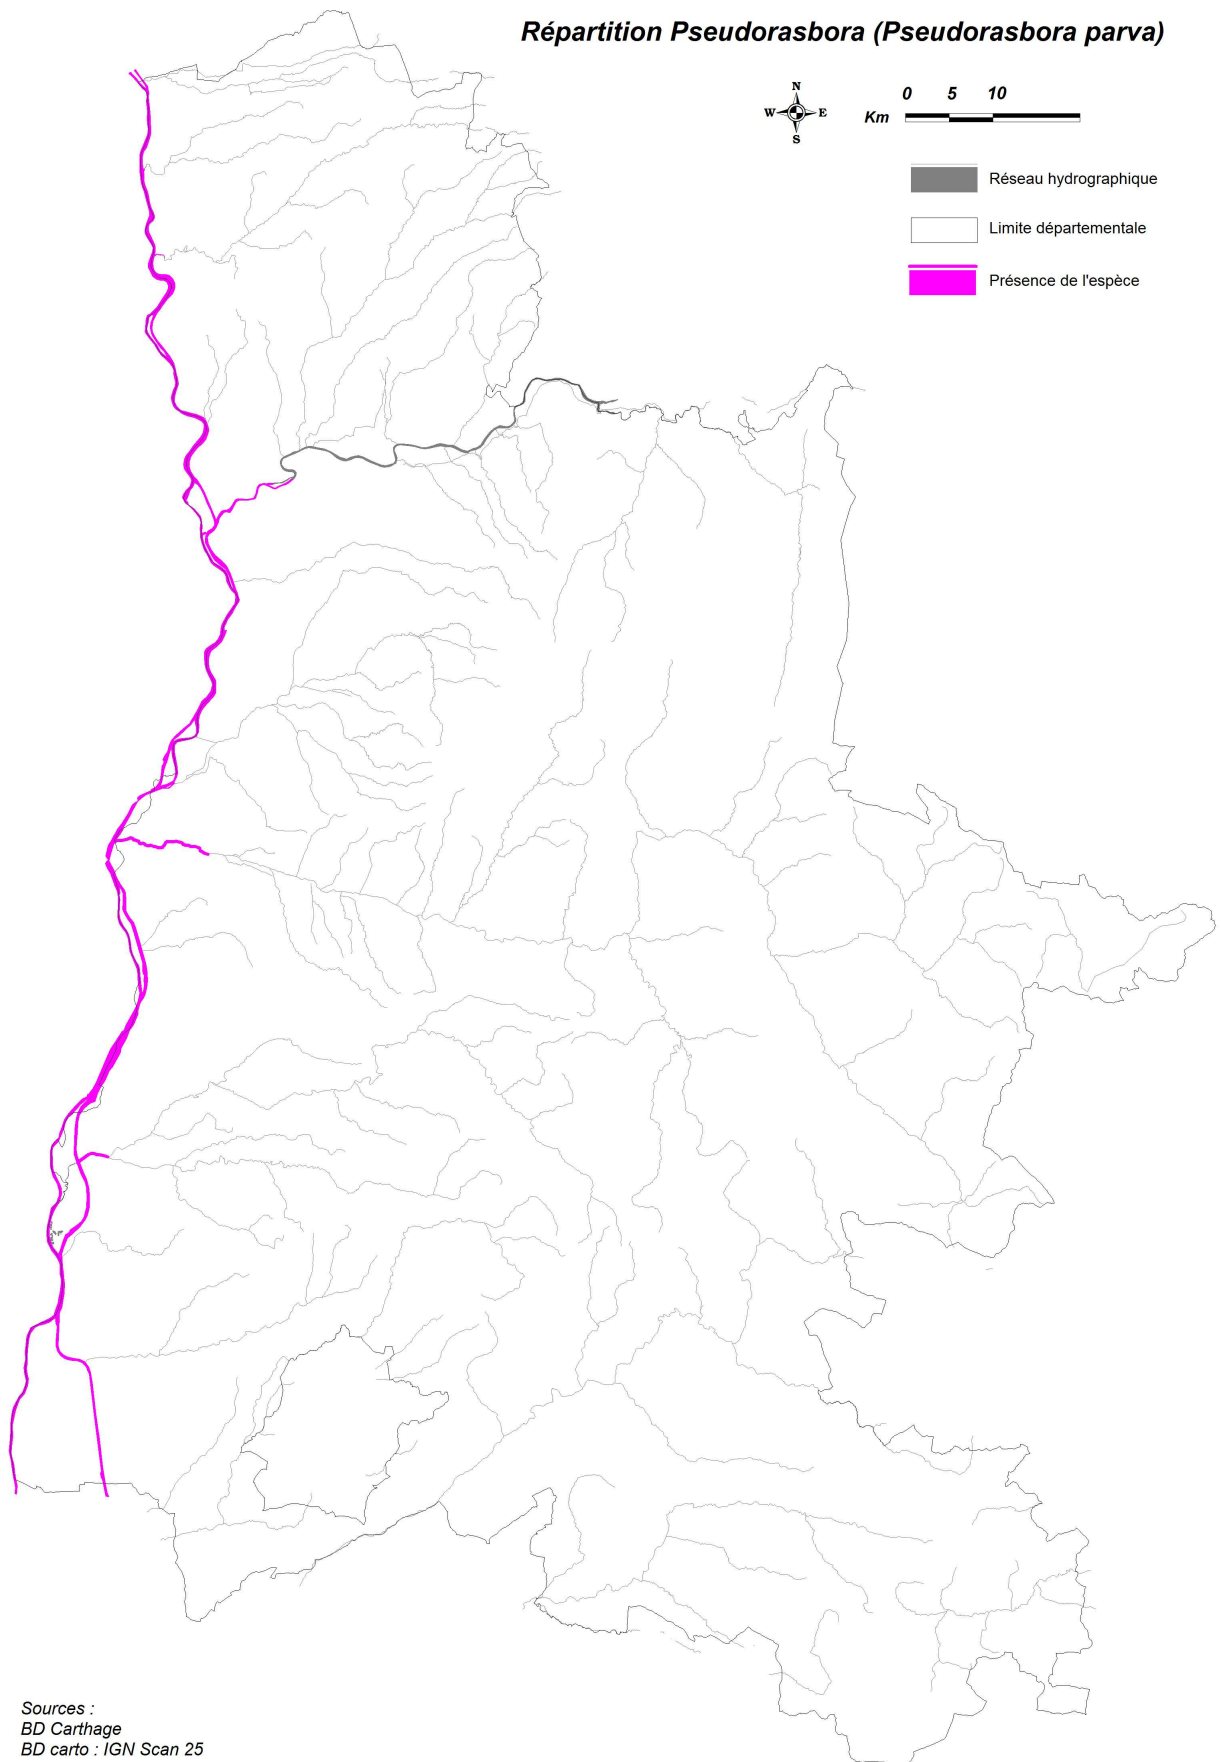 Répartition Pseudorasbora (Pseudorasbora parva)
N
W E
S
0 5 10
Km
Réseau hydrographique
Limite départementale
Présence de l'espèce
Sources :
BD Carthage
BD carto : IGN Scan 25